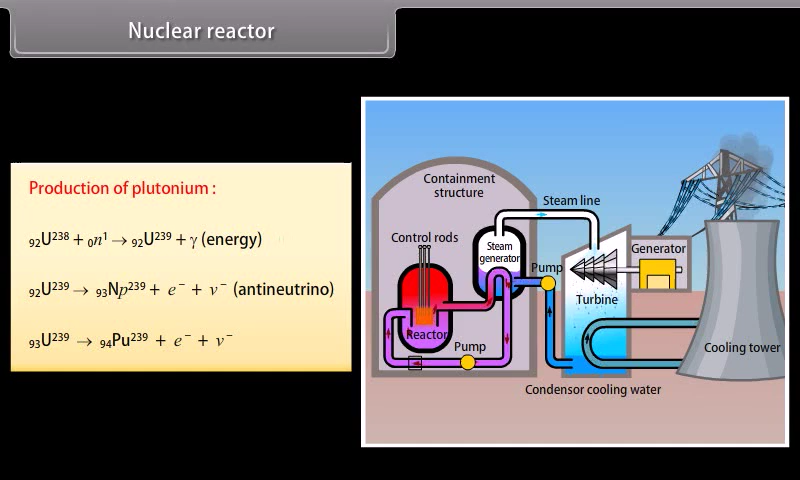 Nuclear reactor
Production of plutonium :
₉₂U²³⁸ + ₀n¹ → ₉₂U²³⁹ + γ (energy)
₉₂U²³⁹ → ₉₃Np²³⁹ + e⁻ + ν⁻ (antineutrino)
₉₃U²³⁹ → ₉₄Pu²³⁹ + e⁻ + ν⁻
Containment
structure
Steam line
Control rods
Steam
generator
Generator
Pump
Turbine
Reactor
Pump
Cooling tower
Condensor cooling water